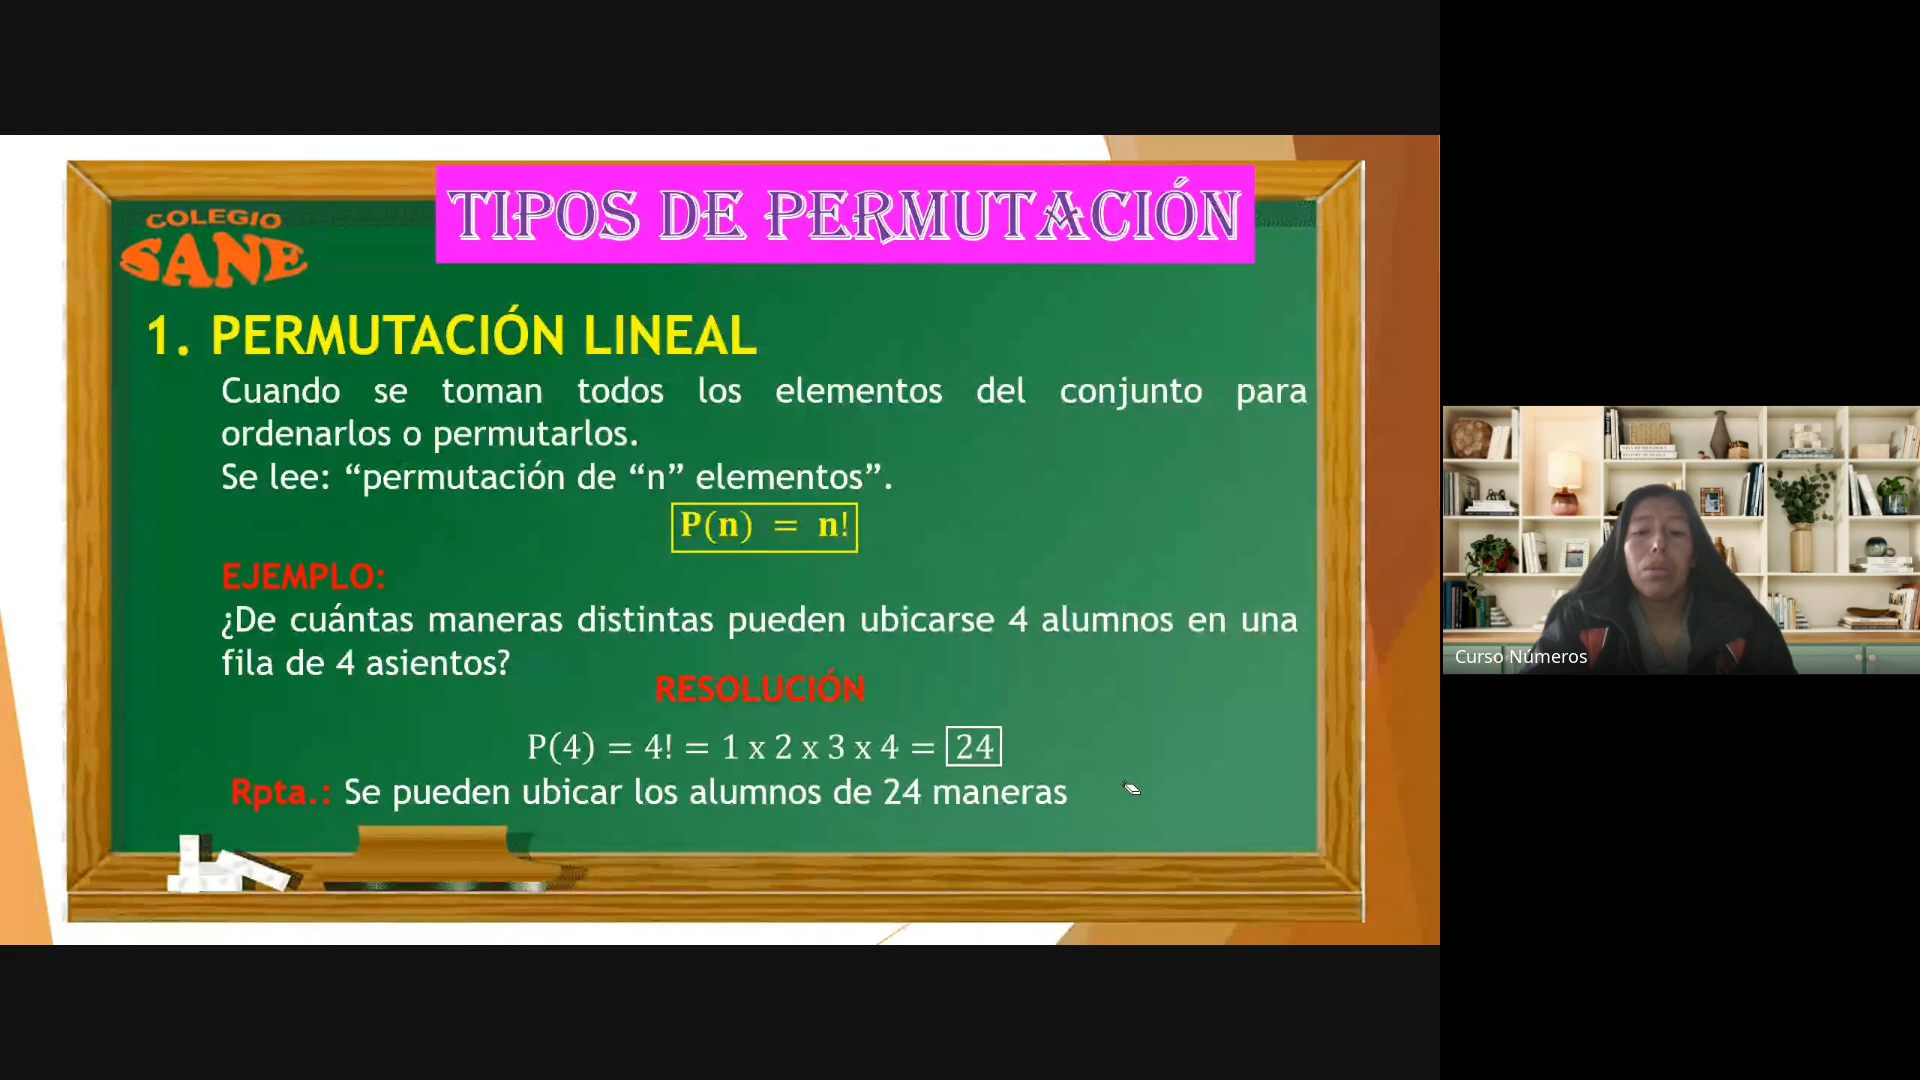 TIPOS DE PERMUTACIÓN
COLEGIO
SANE
1. PERMUTACIÓN LINEAL
Cuando se toman todos los elementos del conjunto para
ordenarlos o permutarlos.
Se lee: “permutación de “n” elementos”.
P(n) = n!
EJEMPLO:
¿De cuántas maneras distintas pueden ubicarse 4 alumnos en una
fila de 4 asientos?
RESOLUCIÓN
P(4) = 4! = 1 x 2 x 3 x 4 = 24
Rpta.: Se pueden ubicar los alumnos de 24 maneras
Curso Números